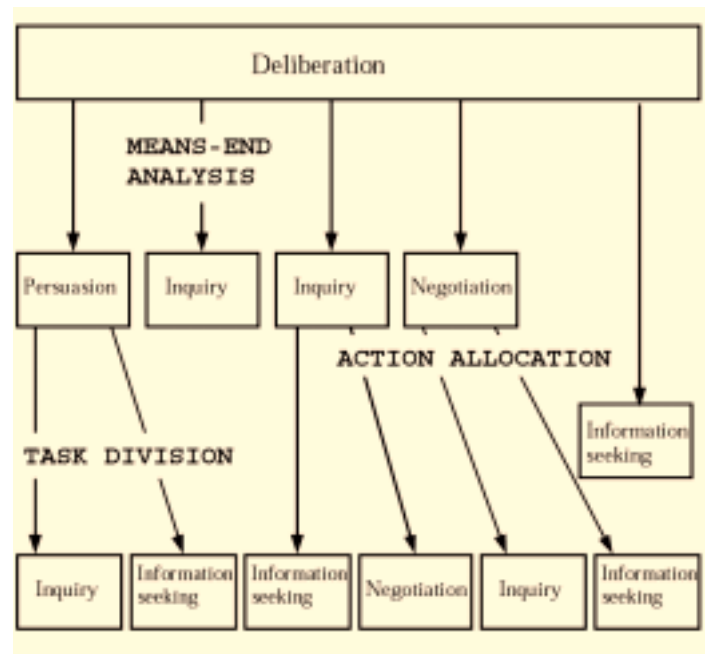 Deliberation
MEANS-END
ANALYSIS
Persuasion
Inquiry
Inquiry
Negotiation
ACTION ALLOCATION
Information
seeking
TASK DIVISION
Inquiry
Information
seeking
Information
seeking
Negotiation
Inquiry
Information
seeking